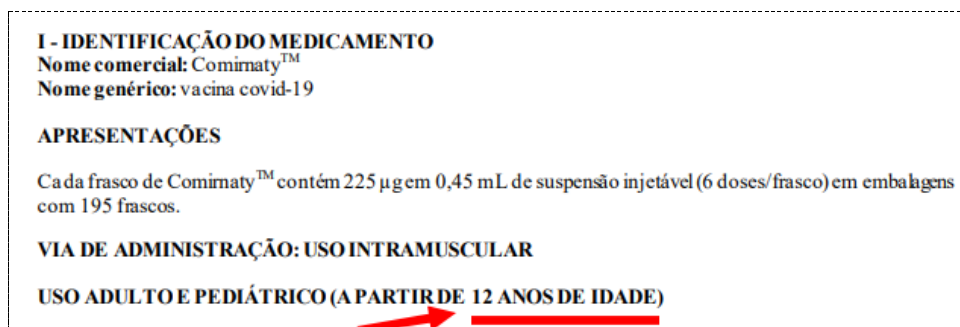 I - IDENTIFICAÇÃO DO MEDICAMENTO
Nome comercial: Comirnaty™
Nome genérico: vacina covid-19
APRESENTAÇÕES
Cada frasco de Comirnaty™ contém 225 µg em 0,45 mL de suspensão injetável (6 doses/frasco) em embalagens
com 195 frascos.
VIA DE ADMINISTRAÇÃO: USO INTRAMUSCULAR
USO ADULTO E PEDIÁTRICO (A PARTIR DE 12 ANOS DE IDADE)